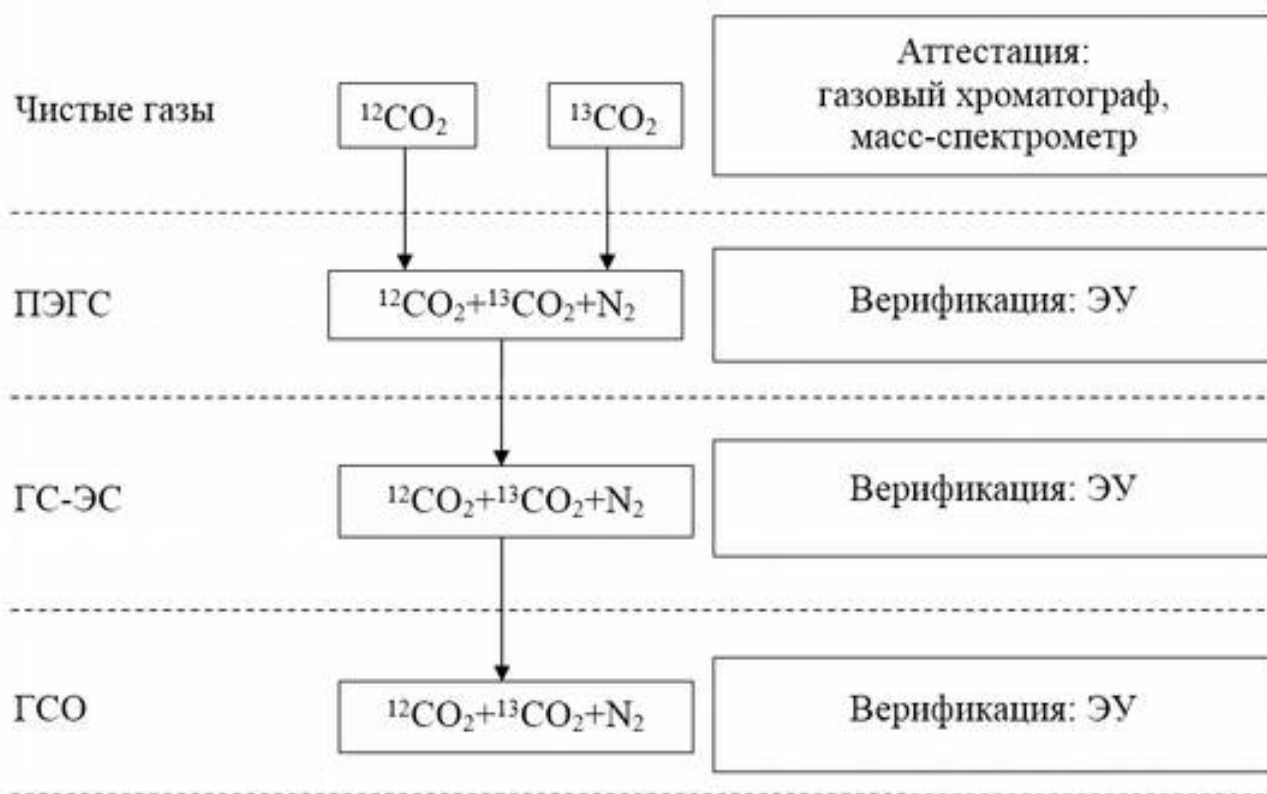 Чистые газы
¹²CO₂
¹³CO₂
Аттестация:
газовый хроматограф,
масс-спектрометр
ПЭГС
¹²CO₂+¹³CO₂+N₂
Верификация: ЭУ
ГС-ЭС
¹²CO₂+¹³CO₂+N₂
Верификация: ЭУ
ГСО
¹²CO₂+¹³CO₂+N₂
Верификация: ЭУ